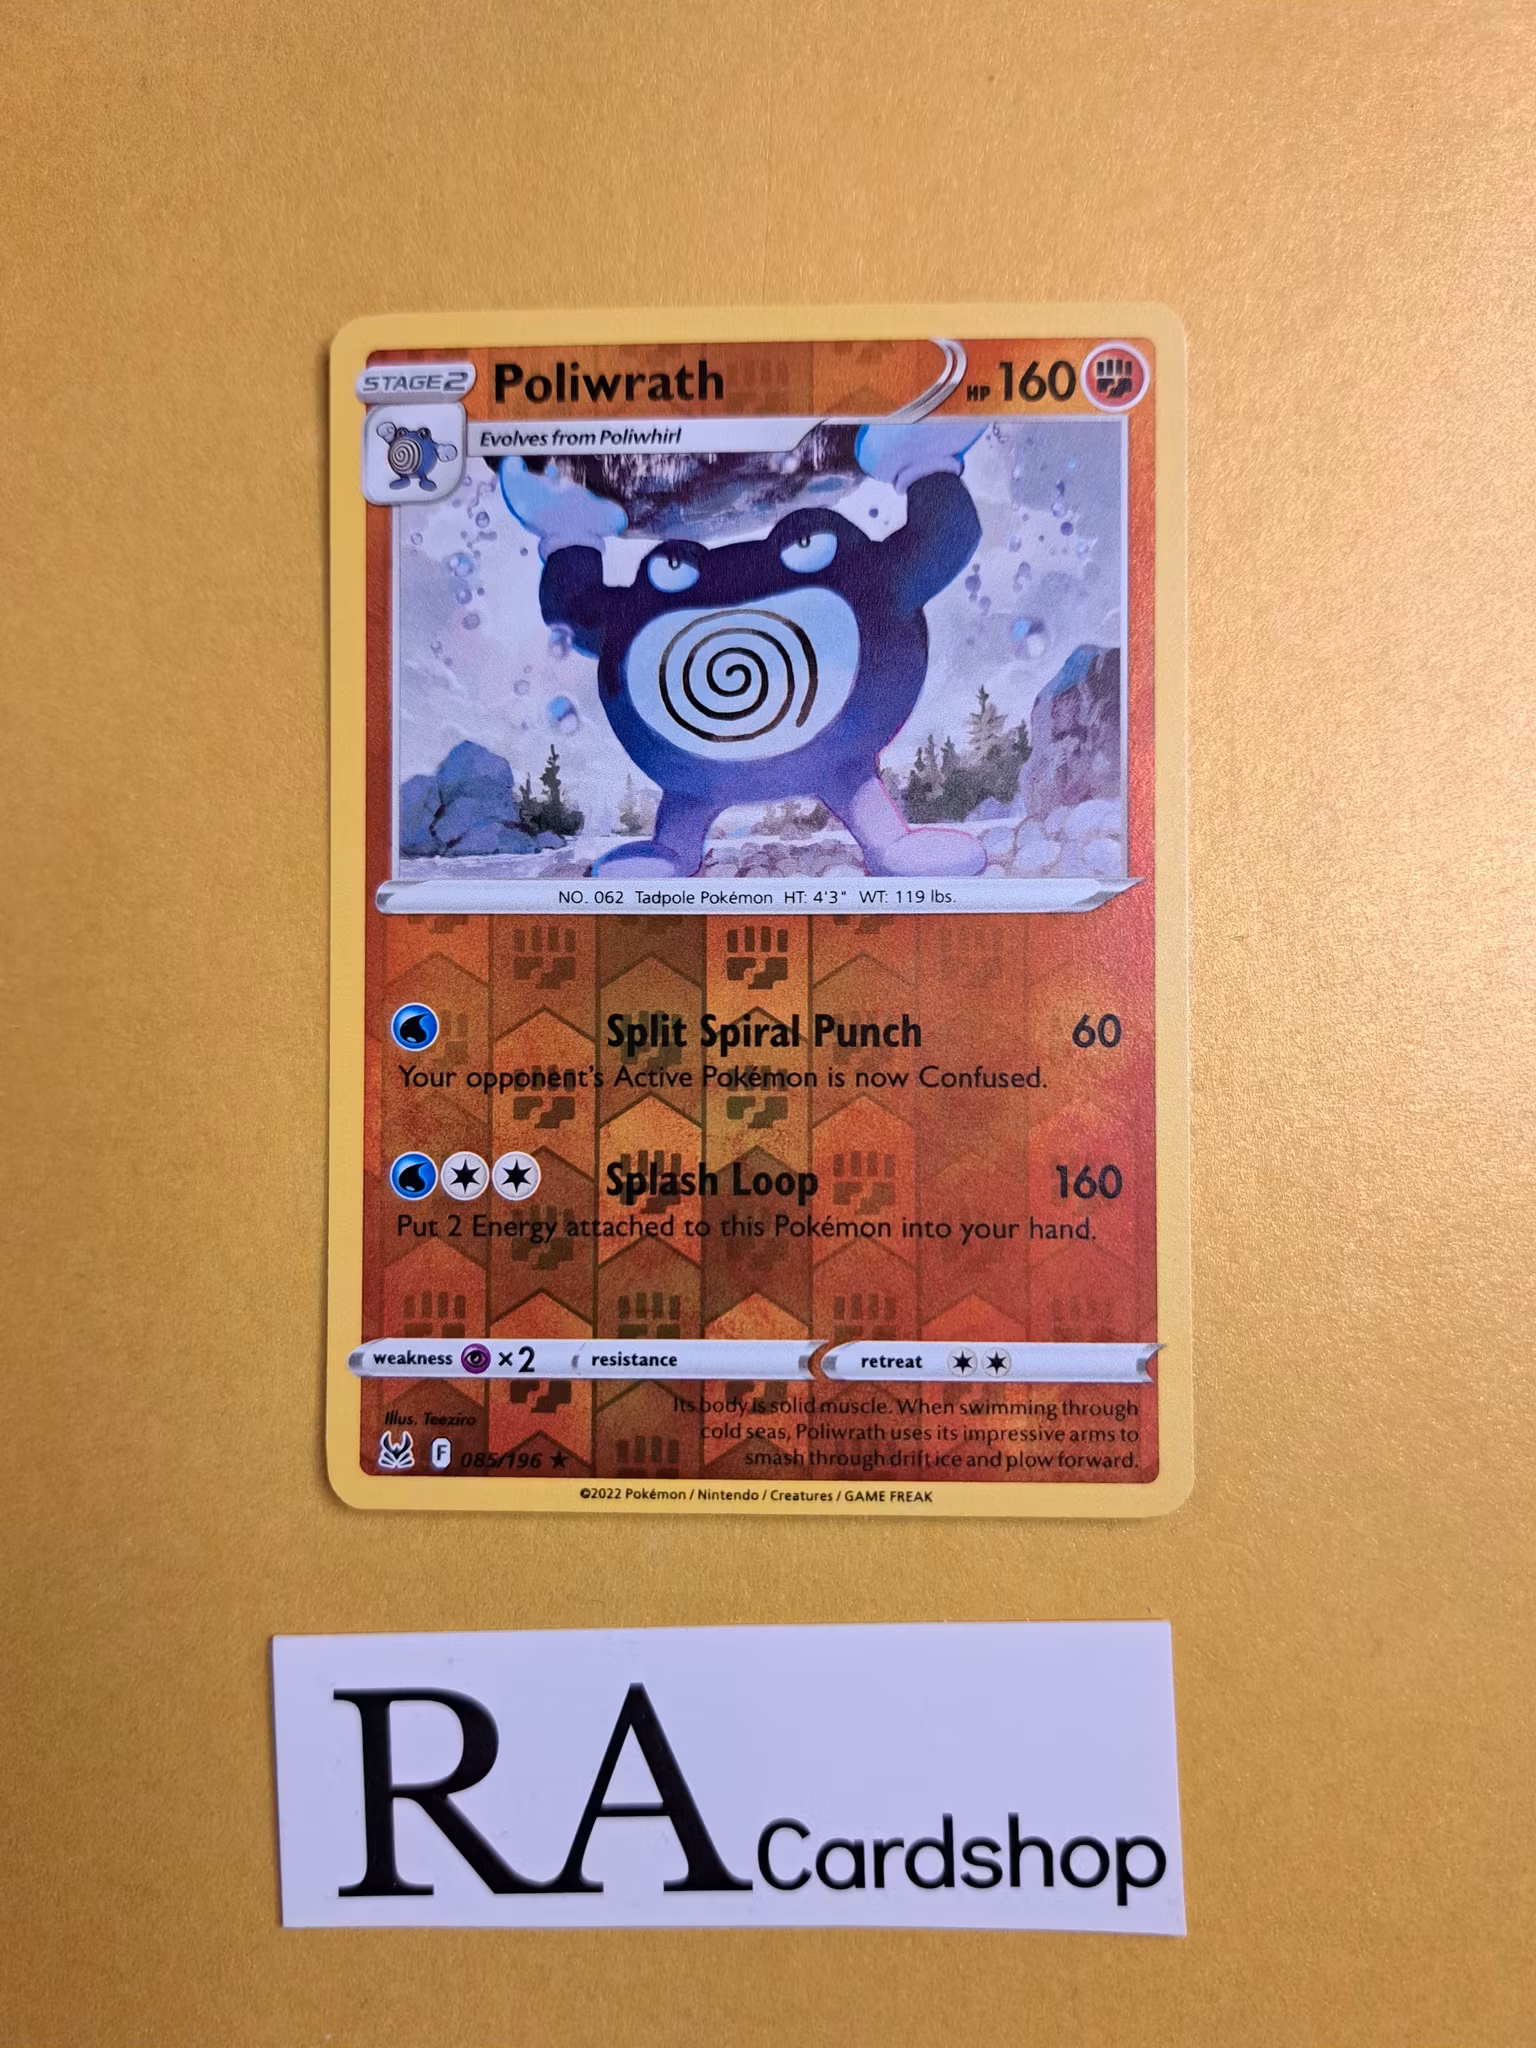 STAGE2 Poliwrath HP 160
Evolves from Poliwhirl
NO. 062 Tadpole Pokémon HT: 4'3" WT: 119 lbs.
Split Spiral Punch 60
Your opponent's Active Pokémon is now Confused.
Splash Loop 160
Put 2 Energy attached to this Pokémon into your hand.
weakness ×2 resistance retreat
Its body is solid muscle. When swimming through
cold seas, Poliwrath uses its impressive arms to
smash through drift ice and plow forward.
Illus. Teeziro
F 085/196 ★
©2022 Pokémon / Nintendo / Creatures / GAME FREAK
RA Cardshop